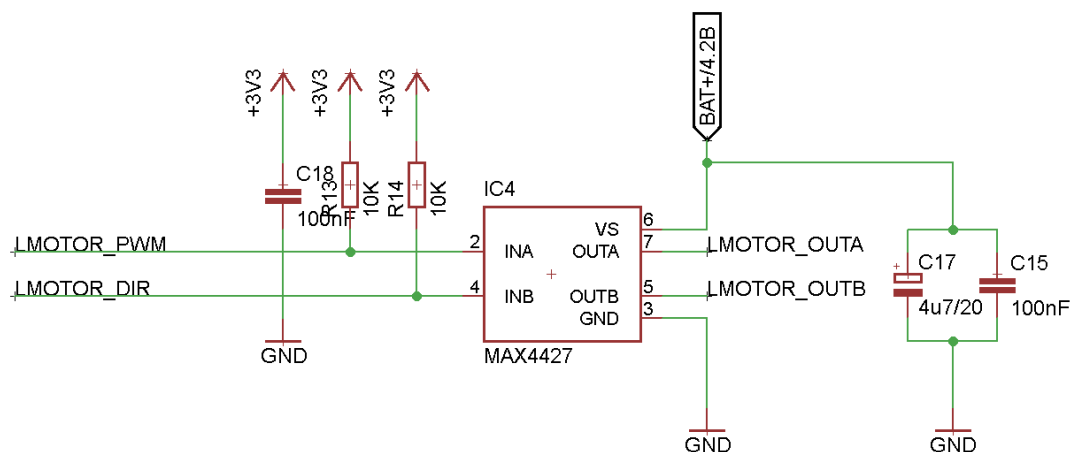 BAT+/4.2B
+3V3
+3V3
+3V3
C18
100nF
R13
10K
R14
10K
IC4
VS
6
LMOTOR_PWM
2
INA
OUTA
7
LMOTOR_OUTA
LMOTOR_DIR
4
INB
OUTB
5
LMOTOR_OUTB
GND
3
MAX4427
C17
4u7/20
C15
100nF
GND
GND
GND